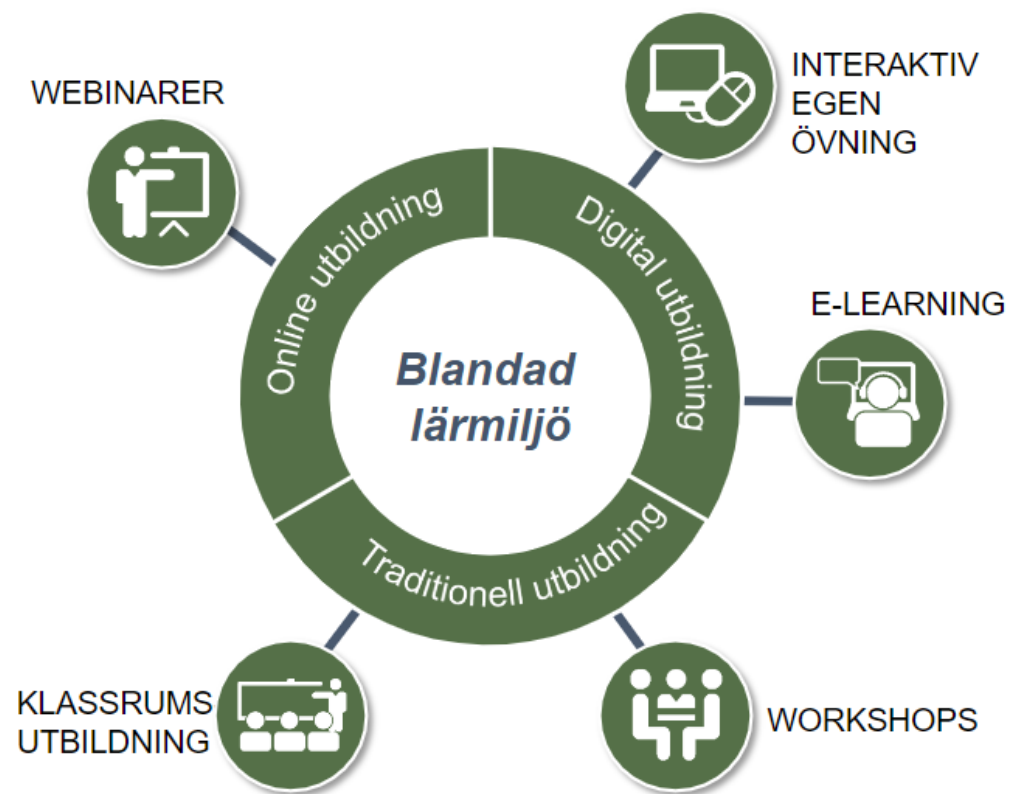 WEBINARER
INTERAKTIV
EGEN
ÖVNING
Online utbildning
Digital utbildning
E-LEARNING
Blandad
lärmiljö
Traditionell utbildning
KLASSRUMS
UTBILDNING
WORKSHOPS